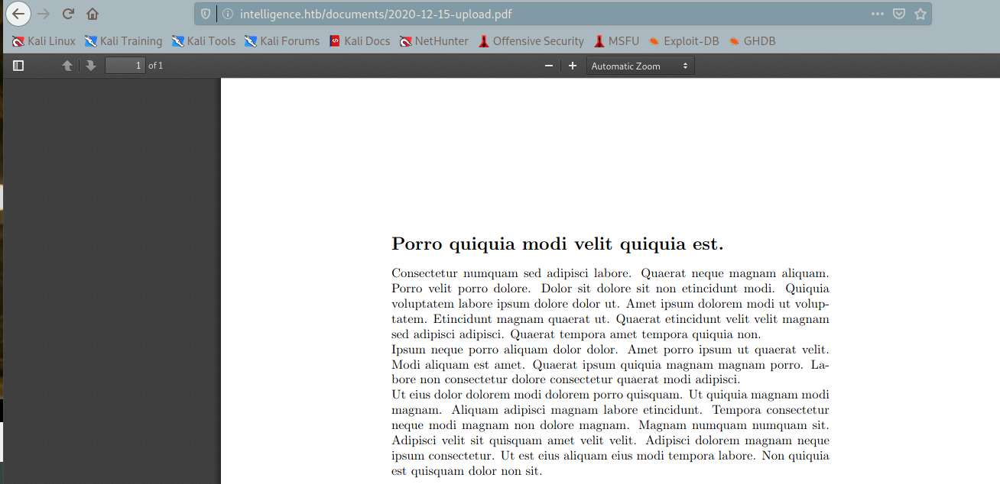 intelligence.htb/documents/2020-12-15-upload.pdf
Kali Linux Kali Training Kali Tools Kali Forums Kali Docs NetHunter Offensive Security MSFU Exploit-DB GHDB
1 of 1 Automatic Zoom
Porro quiquia modi velit quiquia est.
Consectetur numquam sed adipisci labore. Quaerat neque magnam aliquam.
Porro velit porro dolore. Dolor sit dolore sit non etincidunt modi. Quiquia
voluptatem labore ipsum dolore dolor ut. Amet ipsum dolorem modi ut volup-
tatem. Etincidunt magnam quaerat ut. Quaerat etincidunt velit velit magnam
sed adipisci adipisci. Quaerat tempora amet tempora quiquia non.
Ipsum neque porro aliquam dolor dolor. Amet porro ipsum ut quaerat velit.
Modi aliquam est amet. Quaerat ipsum quiquia magnam magnam porro. La-
bore non consectetur dolore consectetur quaerat modi adipisci.
Ut eius dolor dolorem modi dolorem porro quisquam. Ut quiquia magnam modi
magnam. Aliquam adipisci magnam labore etincidunt. Tempora consectetur
neque modi magnam non dolore magnam. Magnam numquam numquam sit.
Adipisci velit sit quisquam amet velit velit. Adipisci dolorem magnam neque
ipsum consectetur. Ut est eius aliquam eius modi tempora labore. Non quiquia
est quisquam dolor non sit.